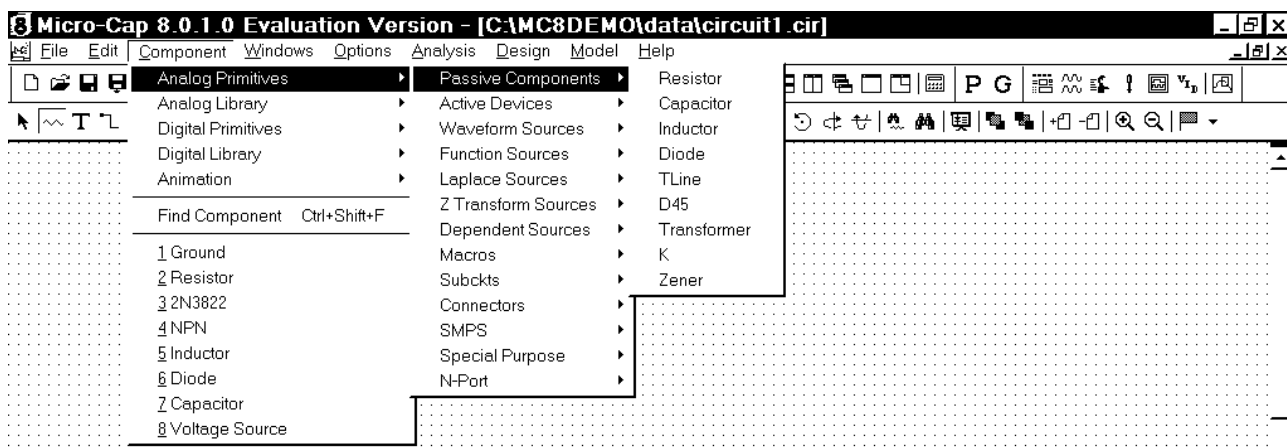 Micro-Cap 8.0.1.0 Evaluation Version - [C:\MC8DEMO\data\circuit1.cir]
File Edit Component Windows Options Analysis Design Model Help
P G
T
Analog Primitives
Analog Library
Digital Primitives
Digital Library
Animation
Find Component Ctrl+Shift+F
1 Ground
2 Resistor
3 2N3822
4 NPN
5 Inductor
6 Diode
7 Capacitor
8 Voltage Source
Passive Components
Active Devices
Waveform Sources
Function Sources
Laplace Sources
Z Transform Sources
Dependent Sources
Macros
Subckts
Connectors
SMPS
Special Purpose
N-Port
Resistor
Capacitor
Inductor
Diode
TLine
D45
Transformer
K
Zener